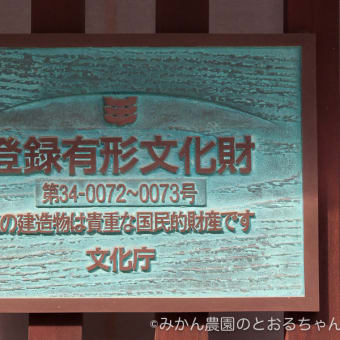 登録有形文化財
第34-0072~0073号
の建造物は貴重な国民的財産です
文化庁
©みかん農園のとおるちゃん